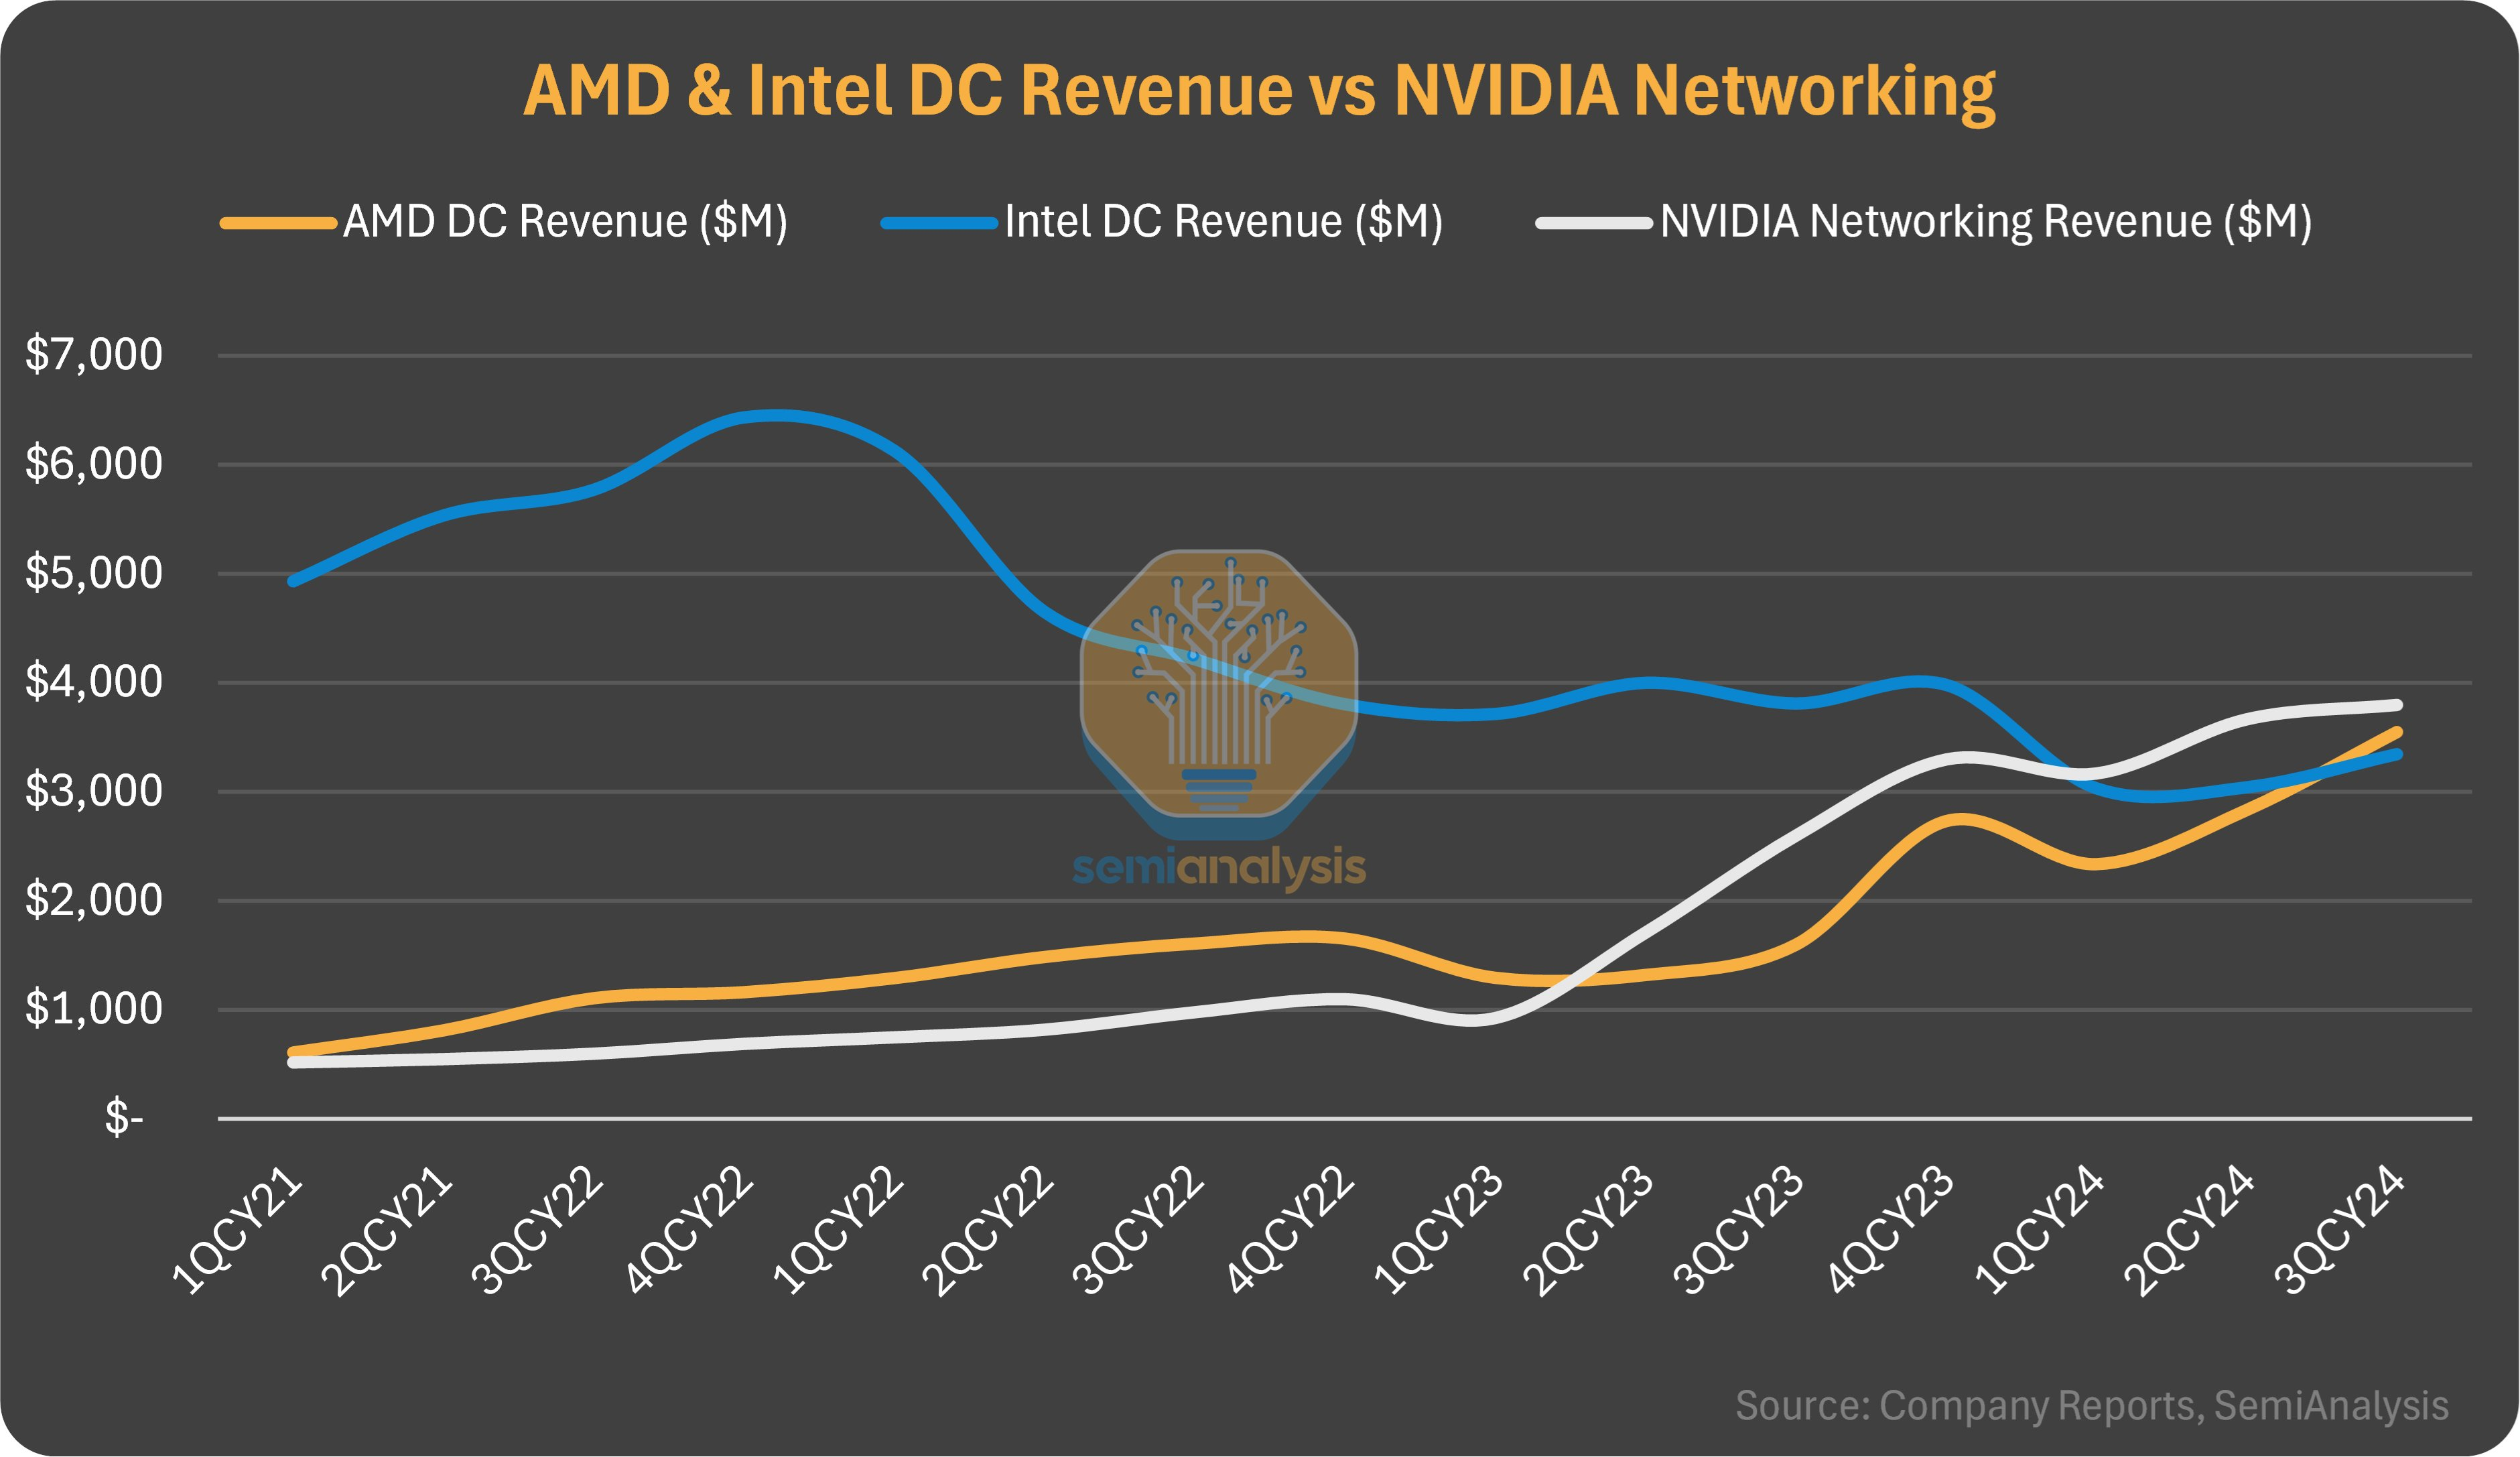 AMD & Intel DC Revenue vs NVIDIA Networking
AMD DC Revenue ($M)
Intel DC Revenue ($M)
NVIDIA Networking Revenue ($M)
$7,000
$6,000
$5,000
$4,000
$3,000
$2,000
$1,000
$-
semianalysis
1QCY21
2QCY21
3QCY22
4QCY22
1QCY22
2QCY22
3QCY22
4QCY22
1QCY23
2QCY23
3QCY23
4QCY23
1QCY24
2QCY24
3QCY24
Source: Company Reports, SemiAnalysis